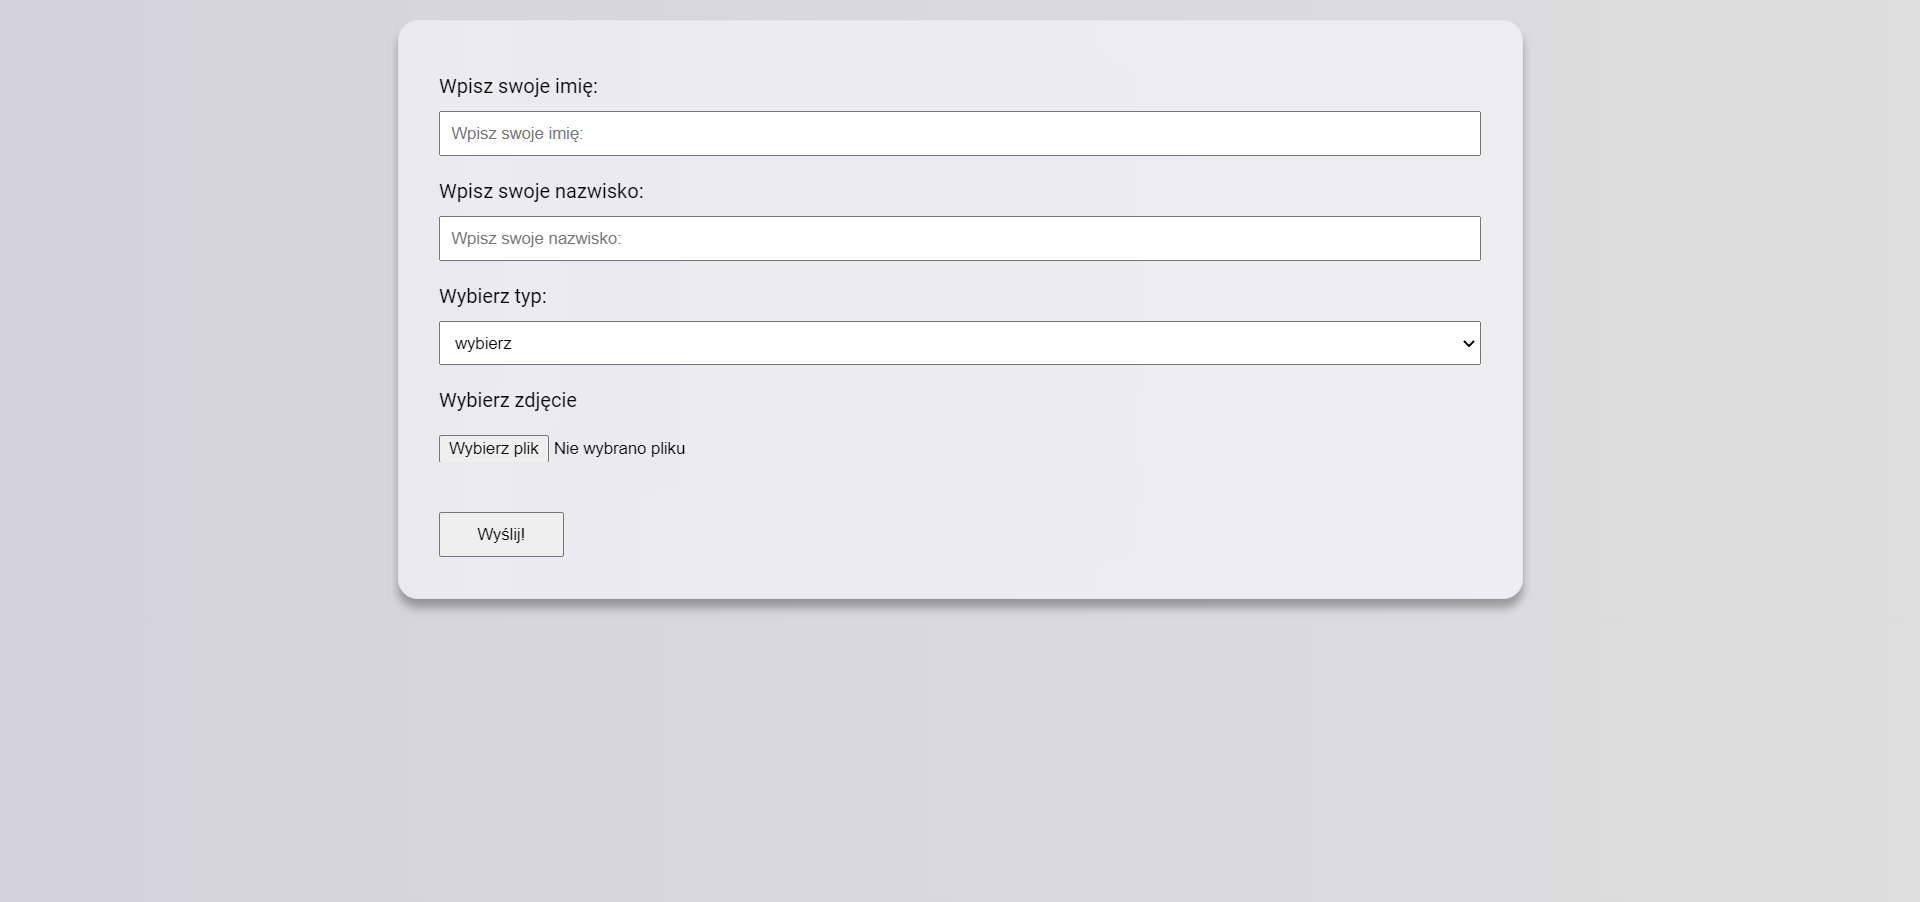 Wpisz swoje imię:
Wpisz swoje imię:
Wpisz swoje nazwisko:
Wpisz swoje nazwisko:
Wybierz typ:
wybierz
Wybierz zdjęcie
Wybierz plik Nie wybrano pliku
Wyślij!